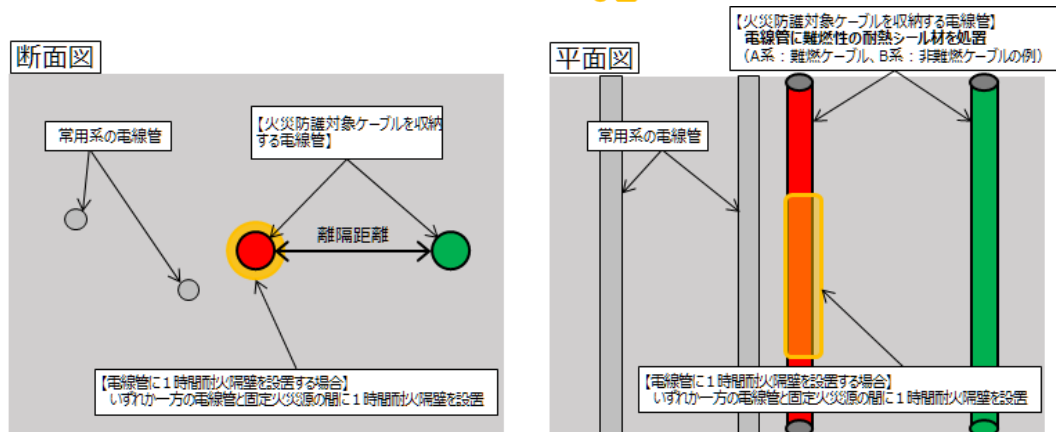 断面図
常用系の電線管
【火災防護対象ケーブルを収納
する電線管】
離隔距離
【電線管に1時間耐火隔壁を設置する場合】
いずれか一方の電線管と固定火災源の間に1時間耐火隔壁を設置
平面図
【火災防護対象ケーブルを収納する電線管】
電線管に難燃性の耐熱シール材を処置
（A系：難燃ケーブル、B系：非難燃ケーブルの例）
常用系の電線管
【電線管に1時間耐火隔壁を設置する場合】
いずれか一方の電線管と固定火災源の間に1時間耐火隔壁を設置